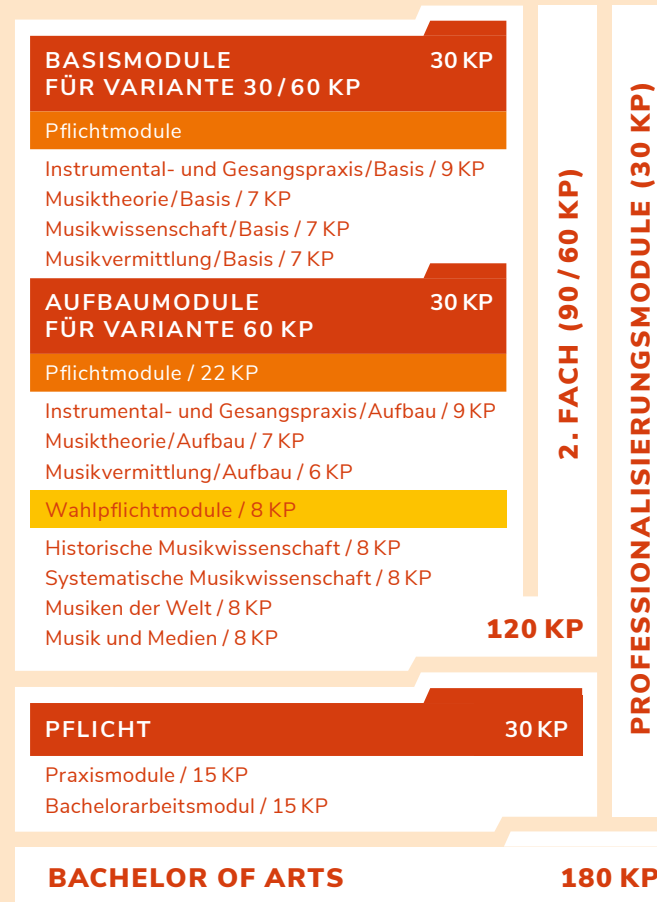 BASISMODULE 30 KP
FÜR VARIANTE 30/60 KP
Pflichtmodule
Instrumental- und Gesangspraxis/Basis / 9 KP
Musiktheorie/Basis / 7 KP
Musikwissenschaft/Basis / 7 KP
Musikvermittlung/Basis / 7 KP
AUFBAUMODULE 30 KP
FÜR VARIANTE 60 KP
Pflichtmodule / 22 KP
Instrumental- und Gesangspraxis/Aufbau / 9 KP
Musiktheorie/Aufbau / 7 KP
Musikvermittlung/Aufbau / 6 KP
Wahlpflichtmodule / 8 KP
Historische Musikwissenschaft / 8 KP
Systematische Musikwissenschaft / 8 KP
Musiken der Welt / 8 KP
Musik und Medien / 8 KP
2. FACH (90/60 KP)
120 KP
PROFESSIONALISIERUNGSMODULE (30 KP)
PFLICHT 30 KP
Praxismodule / 15 KP
Bachelorarbeitsmodul / 15 KP
BACHELOR OF ARTS 180 KP